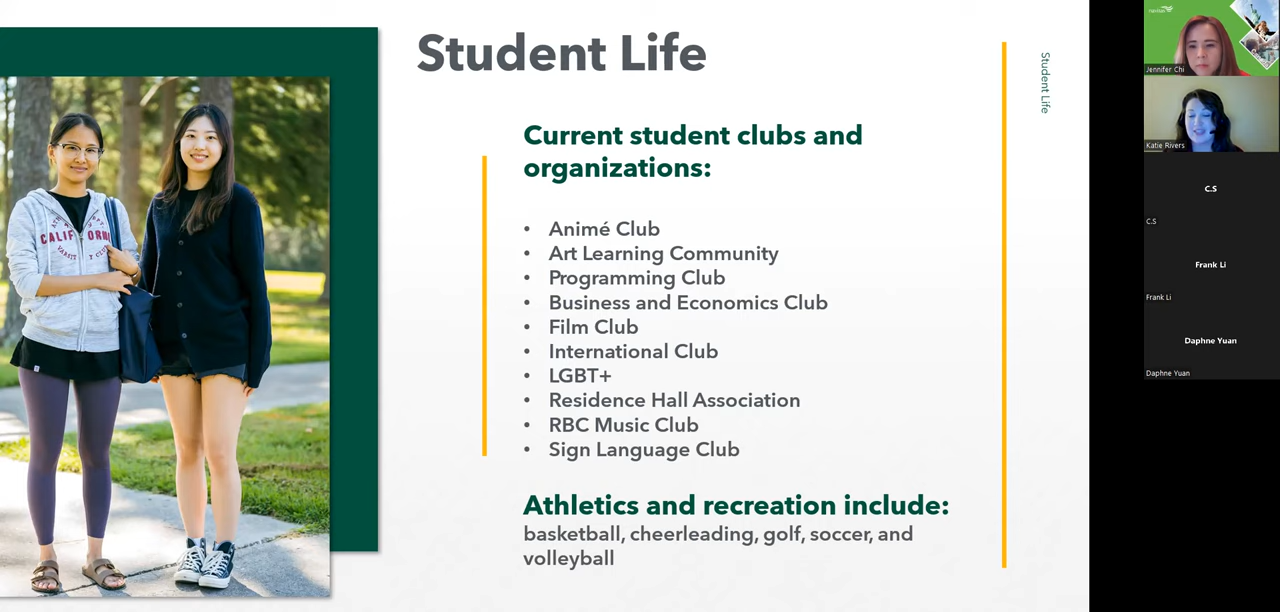 Student Life
Current student clubs and
organizations:
• Animé Club
• Art Learning Community
• Programming Club
• Business and Economics Club
• Film Club
• International Club
• LGBT+
• Residence Hall Association
• RBC Music Club
• Sign Language Club
Athletics and recreation include:
basketball, cheerleading, golf, soccer, and
volleyball
Student Life
CALIFORNI
Jennifer Chi
Katie Rivers
C.S
C.S
Frank Li
Frank Li
Daphne Yuan
Daphne Yuan